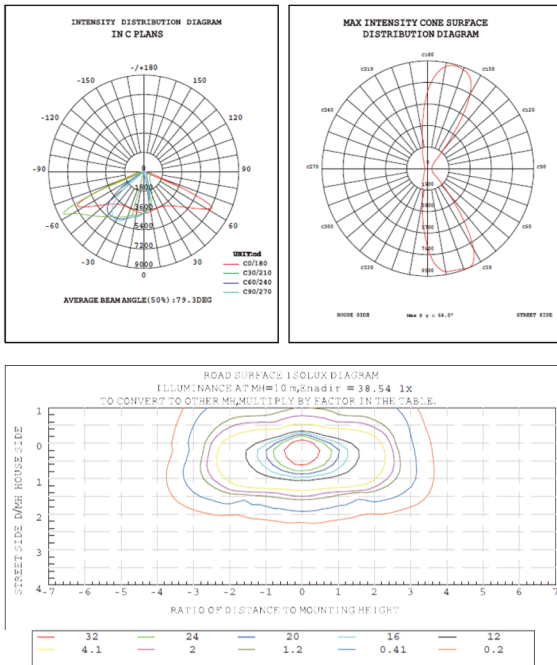 INTENSITY DISTRIBUTION DIAGRAM
IN C PLANS
-/+180
-150 150
-120 120
-90 0 90
1800
3600
-60 5400 60
7200
-30 9000 30
0
UNIT:cd
C0/180
C30/210
C60/240
C90/270
AVERAGE BEAM ANGLE(50%):79.3DEG
MAX INTENSITY CONE SURFACE
DISTRIBUTION DIAGRAM
C180
C210 C150
C240 C120
C270 0 C90
C300 C60
C330 C30
HOUSE SIDE STREET SIDE
ROAD SURFACE ISOLUX DIAGRAM
ILLUMINANCE AT MH=10 m,Enadir = 38.54 lx
TO CONVERT TO OTHER MH,MULTIPLY BY FACTOR IN THE TABLE.
STREET SIDE D/MH HOUSE SIDE
1
0
1
2
3
4
-7 -6 -5 -4 -3 -2 -1 0 1 2 3 4 5 6 7
RATIO OF DISTANCE TO MOUNTING HEIGHT
32 24 20 16 12
4.1 2 1.2 0.41 0.2